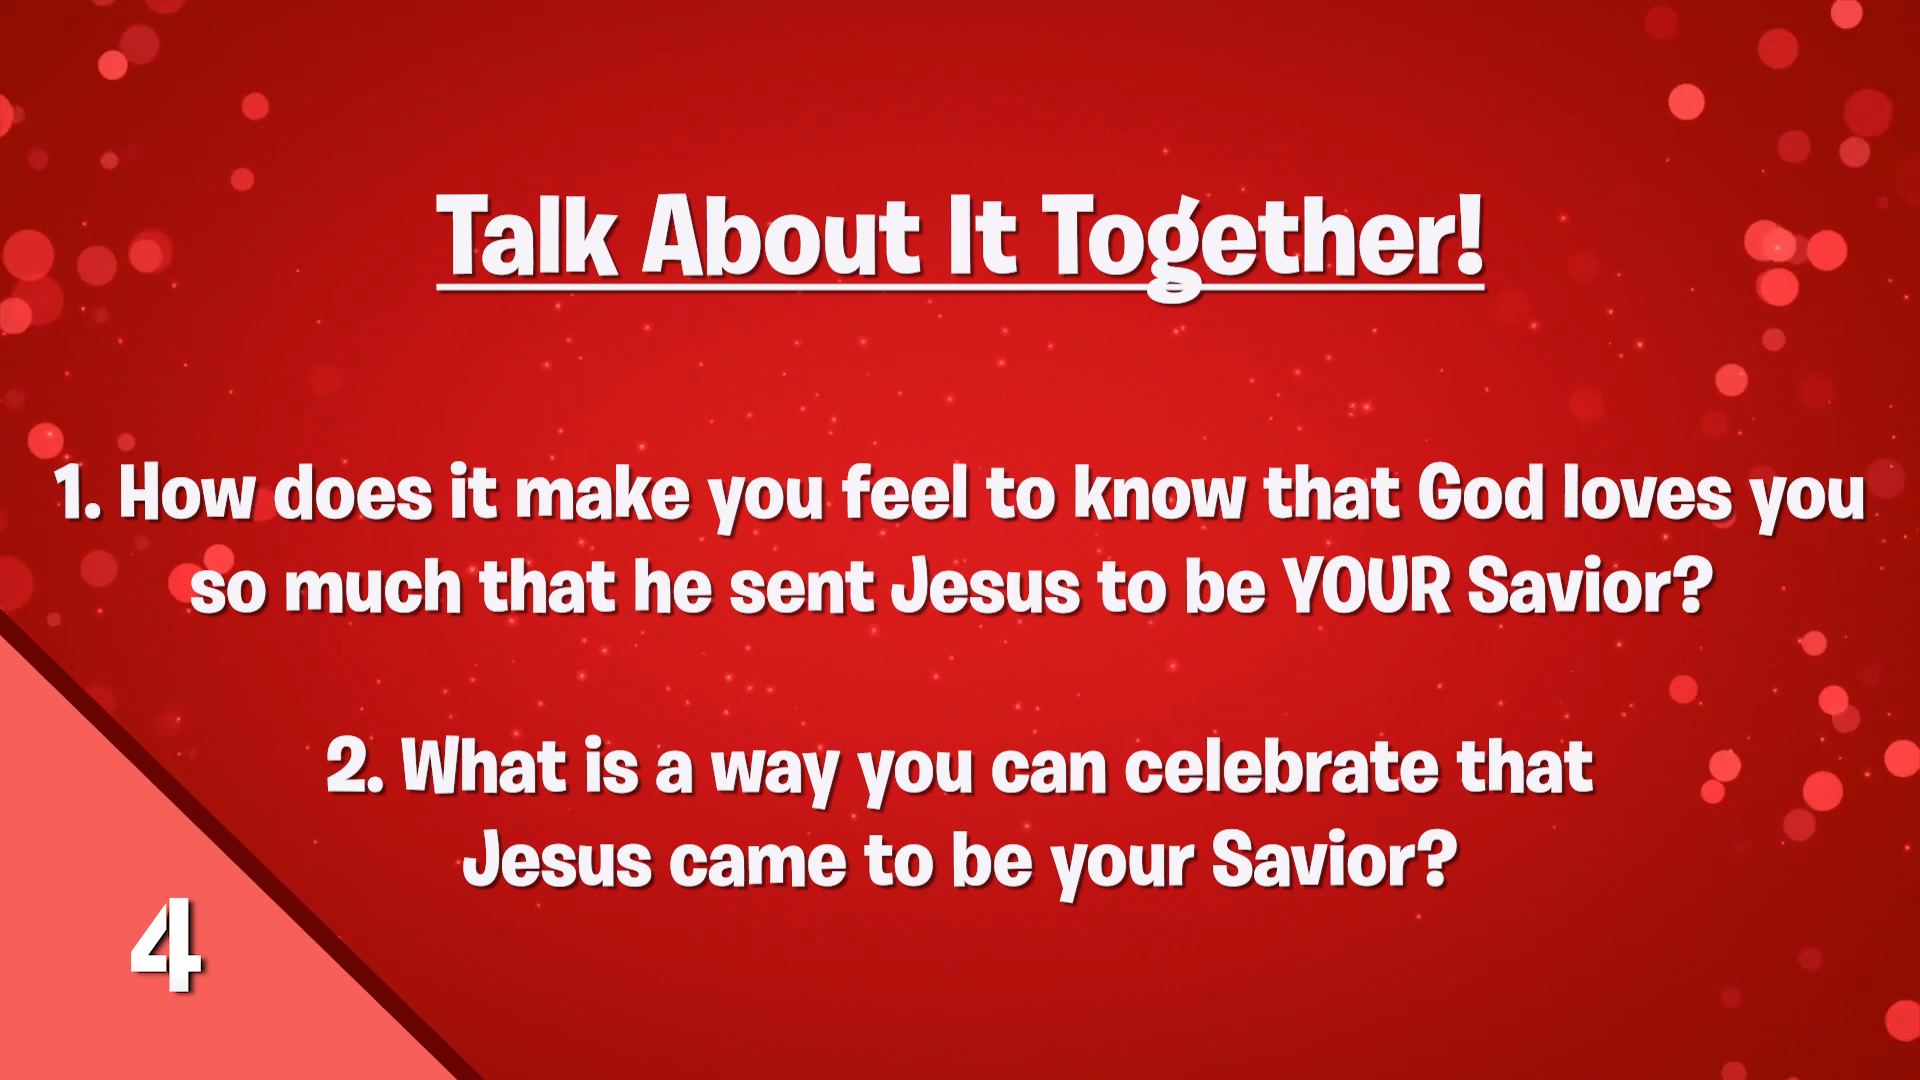 Talk About It Together!
1. How does it make you feel to know that God loves you
so much that he sent Jesus to be YOUR Savior?
2. What is a way you can celebrate that
Jesus came to be your Savior?
4